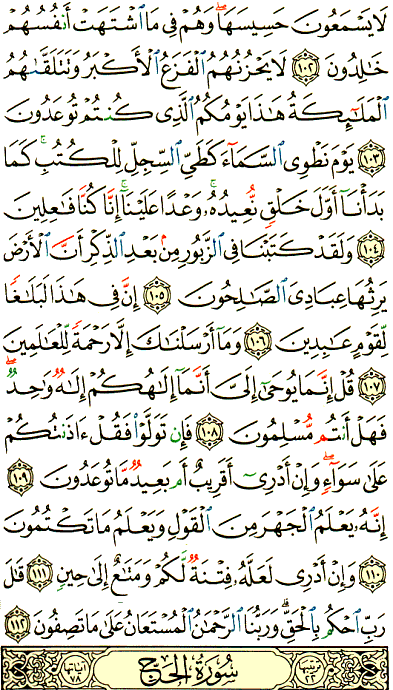 لَا يَسْمَعُونَ حَسِيسَهَا ۖ وَهُمْ فِي مَا اشْتَهَتْ أَنفُسُهُمْ
خَالِدُونَ ١٠٢ لَا يَحْزُنُهُمُ الْفَزَعُ الْأَكْبَرُ وَتَتَلَقَّاهُمُ
الْمَلَائِكَةُ هَٰذَا يَوْمُكُمُ الَّذِي كُنتُمْ تُوعَدُونَ
١٠٣ يَوْمَ نَطْوِي السَّمَاءَ كَطَيِّ السِّجِلِّ لِلْكُتُبِ ۚ كَمَا
بَدَأْنَا أَوَّلَ خَلْقٍ نُّعِيدُهُ ۚ وَعْدًا عَلَيْنَا ۚ إِنَّا كُنَّا فَاعِلِينَ
١٠٤ وَلَقَدْ كَتَبْنَا فِي الزَّبُورِ مِن بَعْدِ الذِّكْرِ أَنَّ الْأَرْضَ
يَرِثُهَا عِبَادِيَ الصَّالِحُونَ ١٠٥ إِنَّ فِي هَٰذَا لَبَلَاغًا
لِّقَوْمٍ عَابِدِينَ ١٠٦ وَمَا أَرْسَلْنَاكَ إِلَّا رَحْمَةً لِّلْعَالَمِينَ
١٠٧ قُلْ إِنَّمَا يُوحَىٰ إِلَيَّ أَنَّمَا إِلَٰهُكُمْ إِلَٰهٌ وَاحِدٌ ۖ
فَهَلْ أَنتُم مُّسْلِمُونَ ١٠٨ فَإِن تَوَلَّوْا فَقُلْ ءَاذَنتُكُمْ
عَلَىٰ سَوَاءٍ ۖ وَإِنْ أَدْرِي أَقَرِيبٌ أَم بَعِيدٌ مَّا تُوعَدُونَ ١٠٩
إِنَّهُ يَعْلَمُ الْجَهْرَ مِنَ الْقَوْلِ وَيَعْلَمُ مَا تَكْتُمُونَ
١١٠ وَإِنْ أَدْرِي لَعَلَّهُ فِتْنَةٌ لَّكُمْ وَمَتَاعٌ إِلَىٰ حِينٍ ١١١ قَالَ
رَبِّ احْكُم بِالْحَقِّ ۗ وَرَبُّنَا الرَّحْمَٰنُ الْمُسْتَعَانُ عَلَىٰ مَا تَصِفُونَ ١١٢
ترتيبها ٢٢ سُورَةُ الْحَجِّ آياتها ٧٨